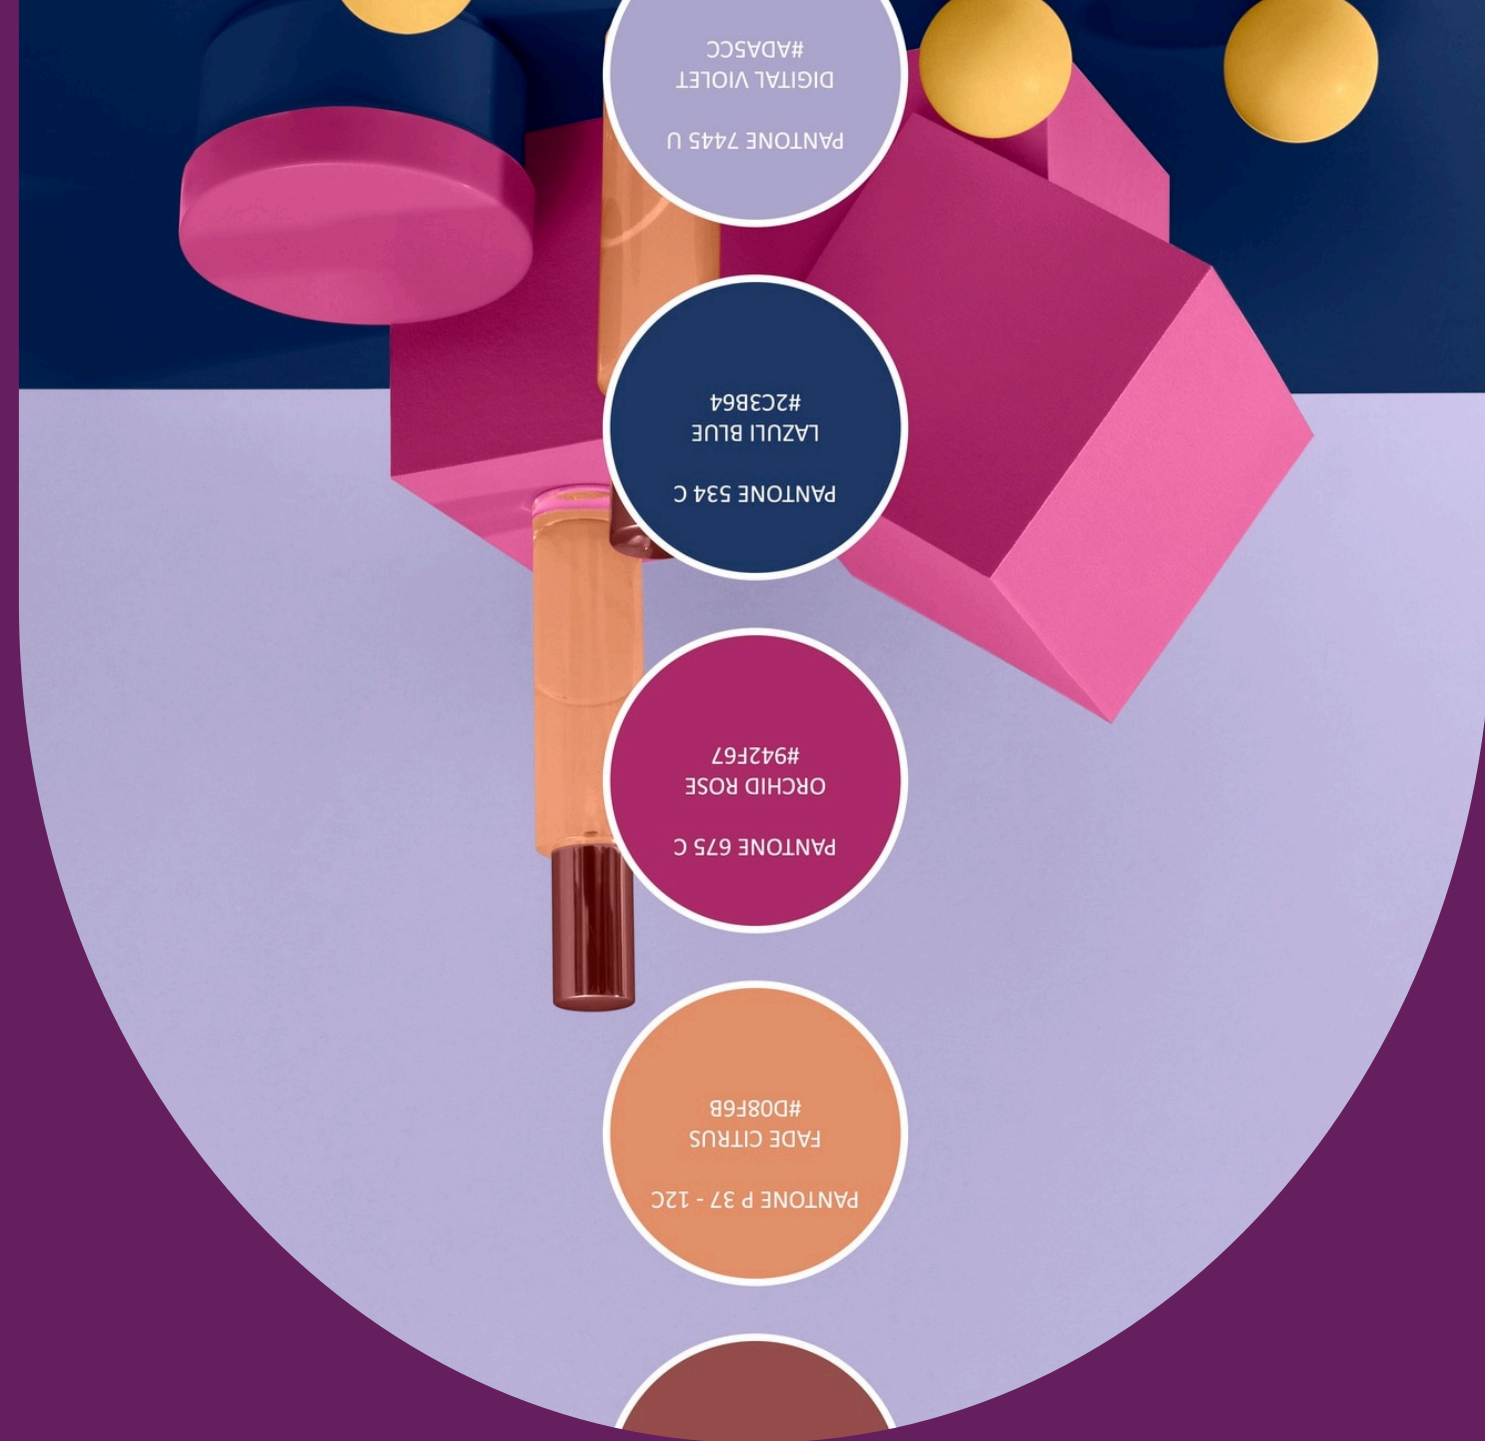 PANTONE P 37 - 12C
FADE CITRUS
#D08F6B
PANTONE 675 C
ORCHID ROSE
#942F67
PANTONE 534 C
LAZULI BLUE
#2C3B64
PANTONE 7445 U
DIGITAL VIOLET
#ADA5CC